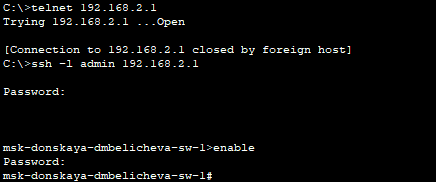 C:\>telnet 192.168.2.1
Trying 192.168.2.1 ...Open
[Connection to 192.168.2.1 closed by foreign host]
C:\>ssh -l admin 192.168.2.1
Password:
msk-donskaya-dmbelicheva-sw-1>enable
Password:
msk-donskaya-dmbelicheva-sw-1#